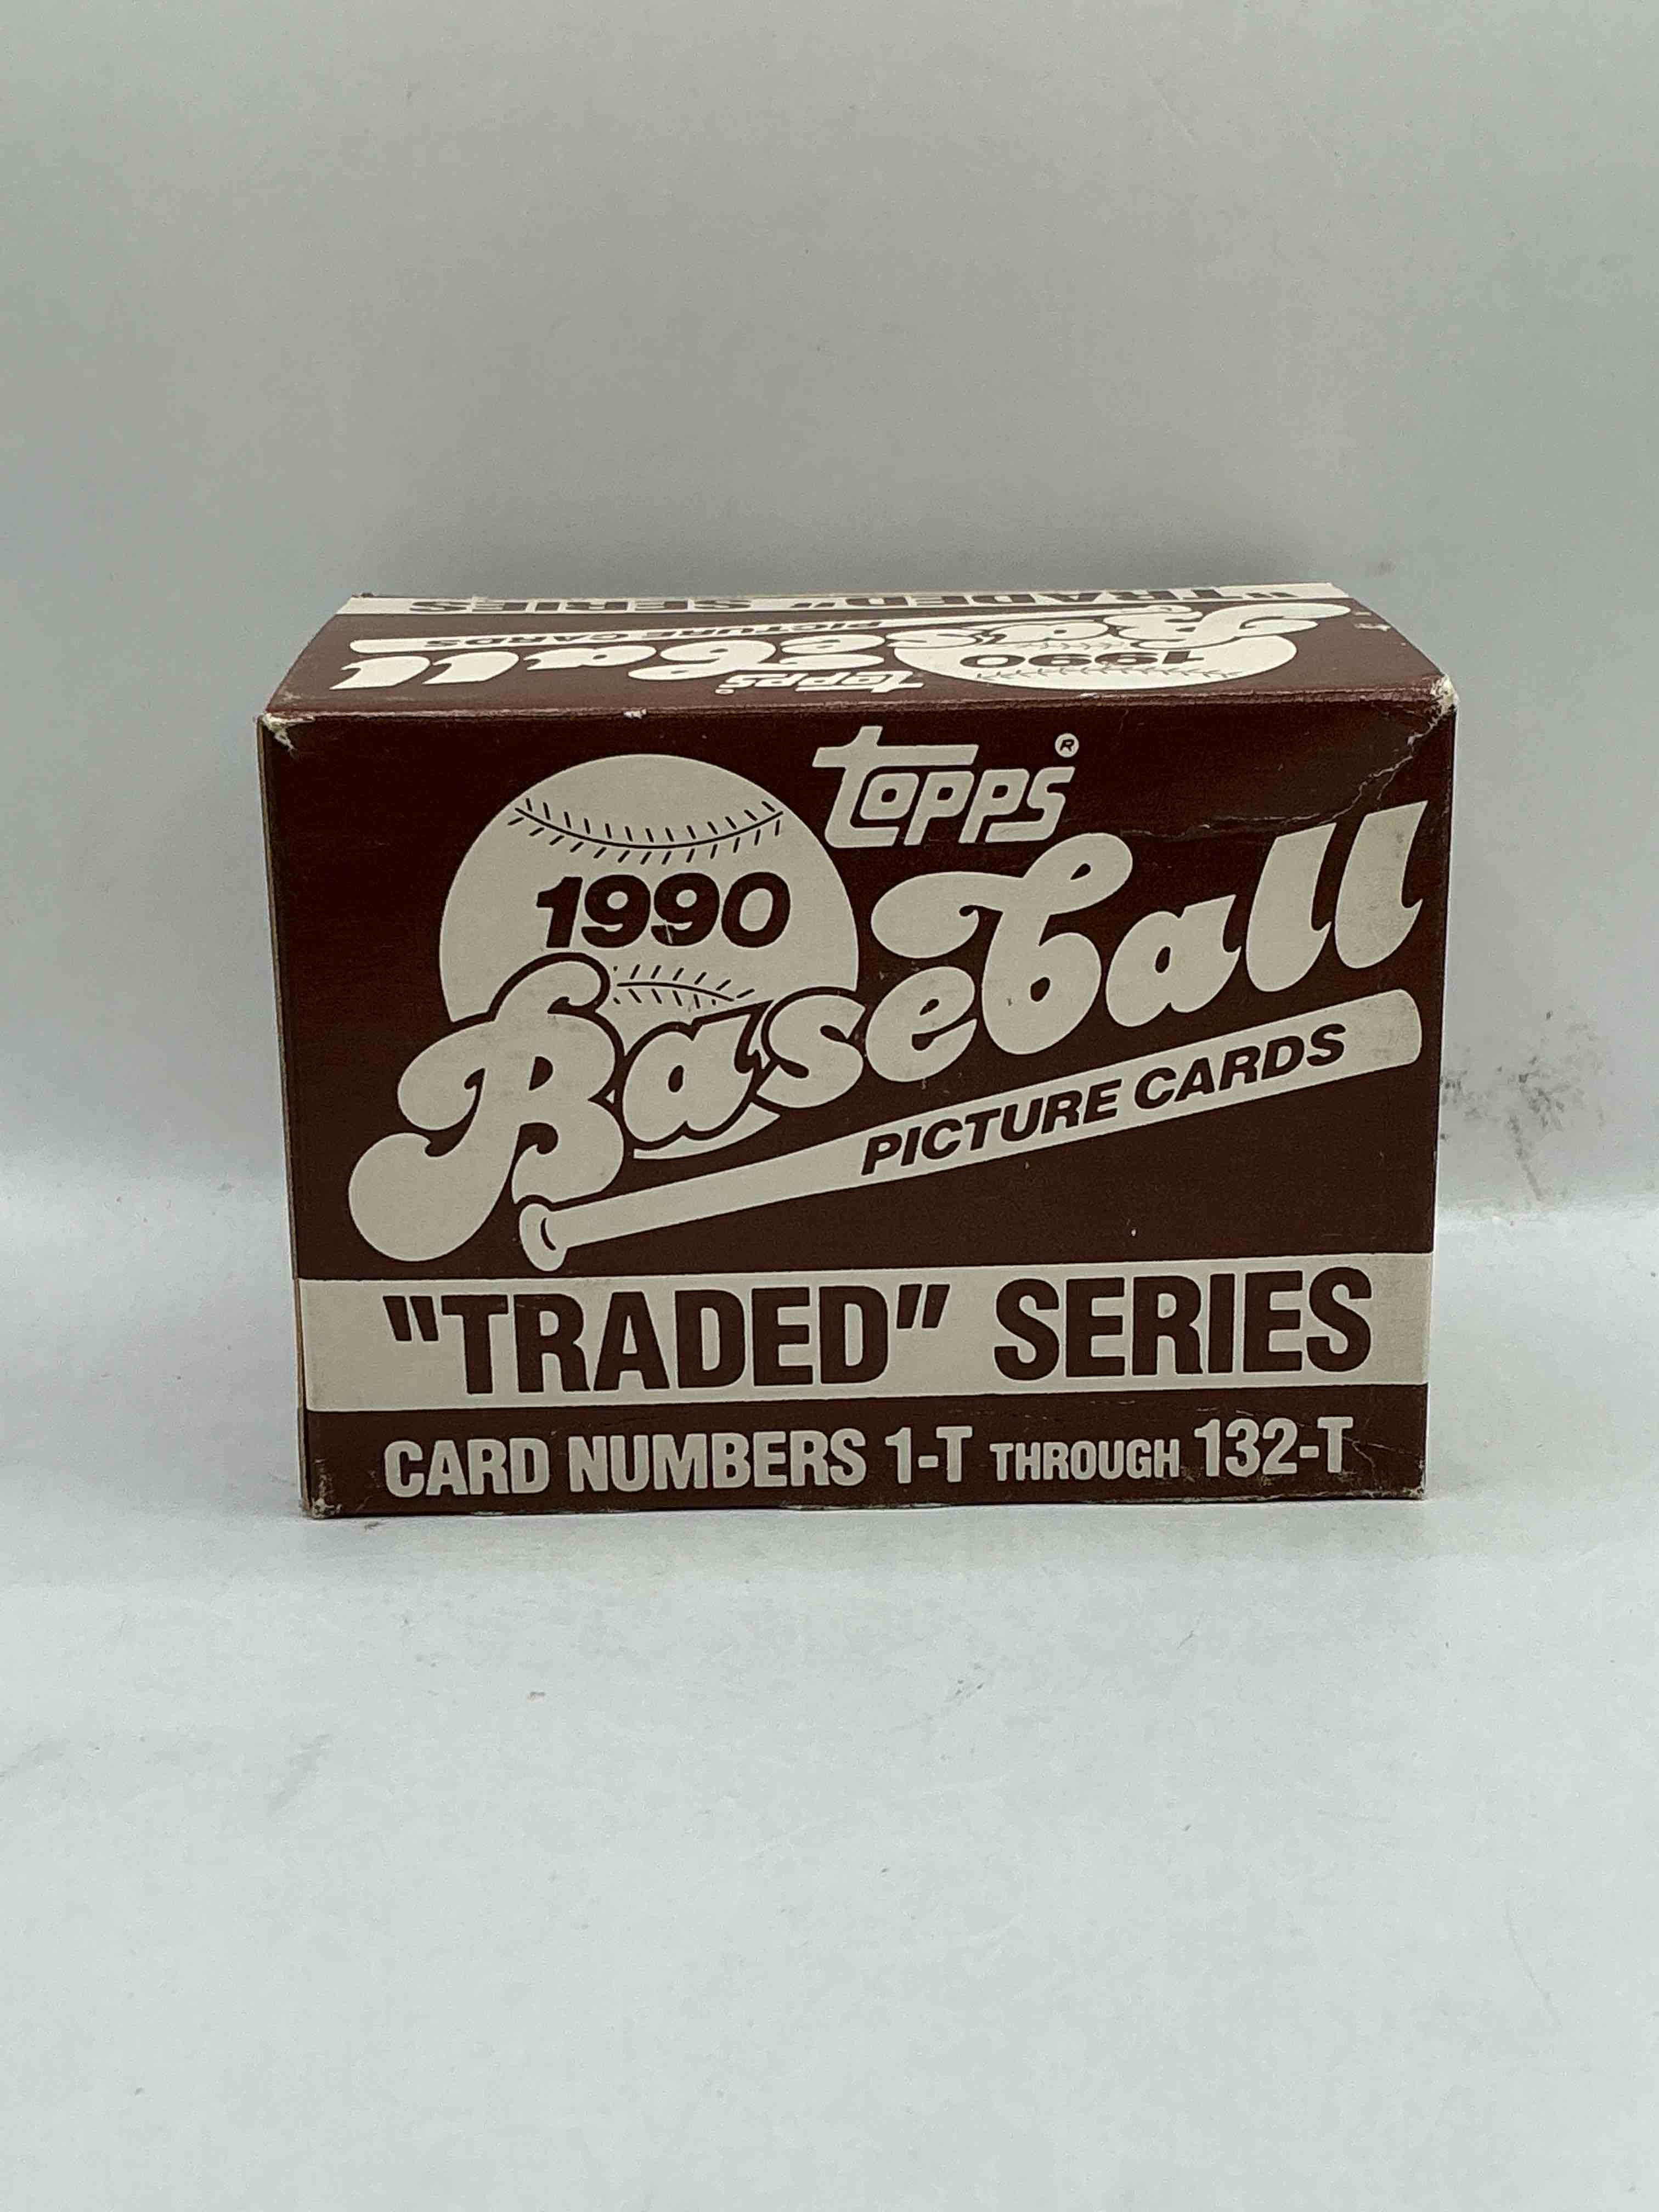 "TRADED" SERIES
PICTURE CARDS
Baseball
1990
topps
topps®
1990
Baseball
PICTURE CARDS
"TRADED" SERIES
CARD NUMBERS 1-T THROUGH 132-T